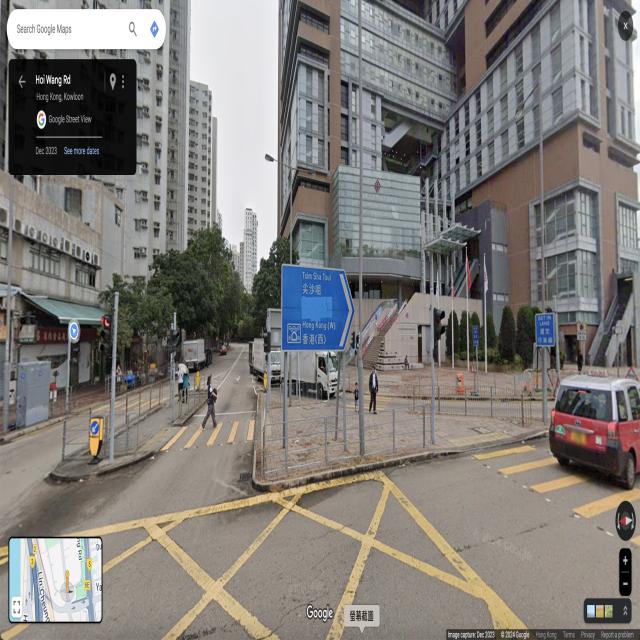 Search Google Maps
Hoi Wang Rd
Hong Kong, Kowloon
Google Street View
Dec 2023 See more dates
Tsim Sha Tsui
尖沙咀
Hong Kong (W)
香港(西)
Google
螢幕截圖
Image capture: Dec 2023 © 2024 Google Hong Kong Terms Privacy Report a problem